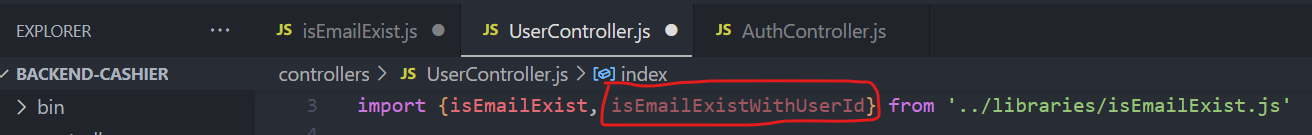 EXPLORER ... JS isEmailExist.js JS UserController.js JS AuthController.js
BACKEND-CASHIER controllers > JS UserController.js > index
> bin 3 import {isEmailExist, isEmailExistWithUserId} from '../libraries/isEmailExist.js'
4